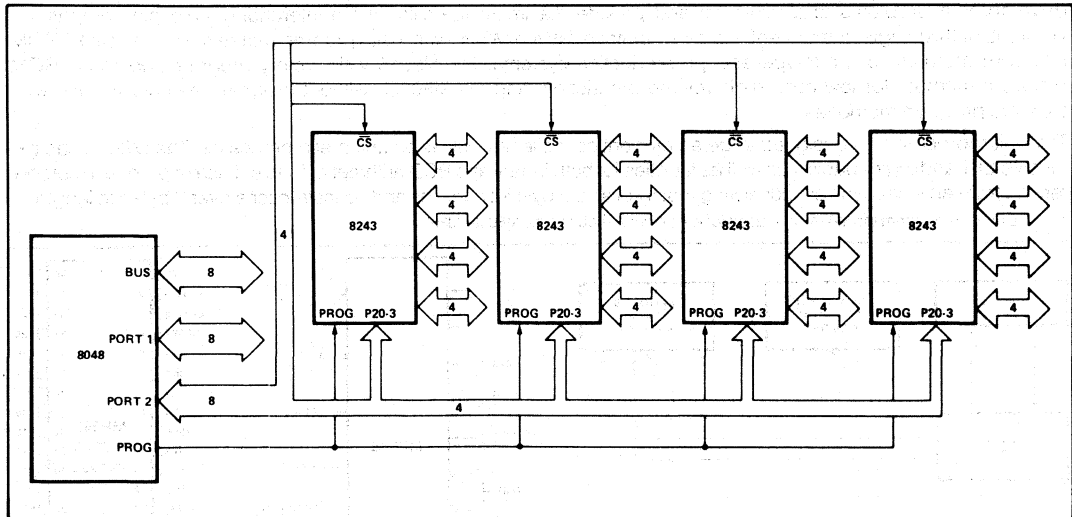 CS CS CS CS
4 4 4 4
4 4 4 4
8243 8243 8243 8243
4 4 4 4
4 4 4 4
PROG P20-3 PROG P20-3 PROG P20-3 PROG P20-3
4
8048
BUS 8
PORT 1 8
PORT 2 8
4
PROG